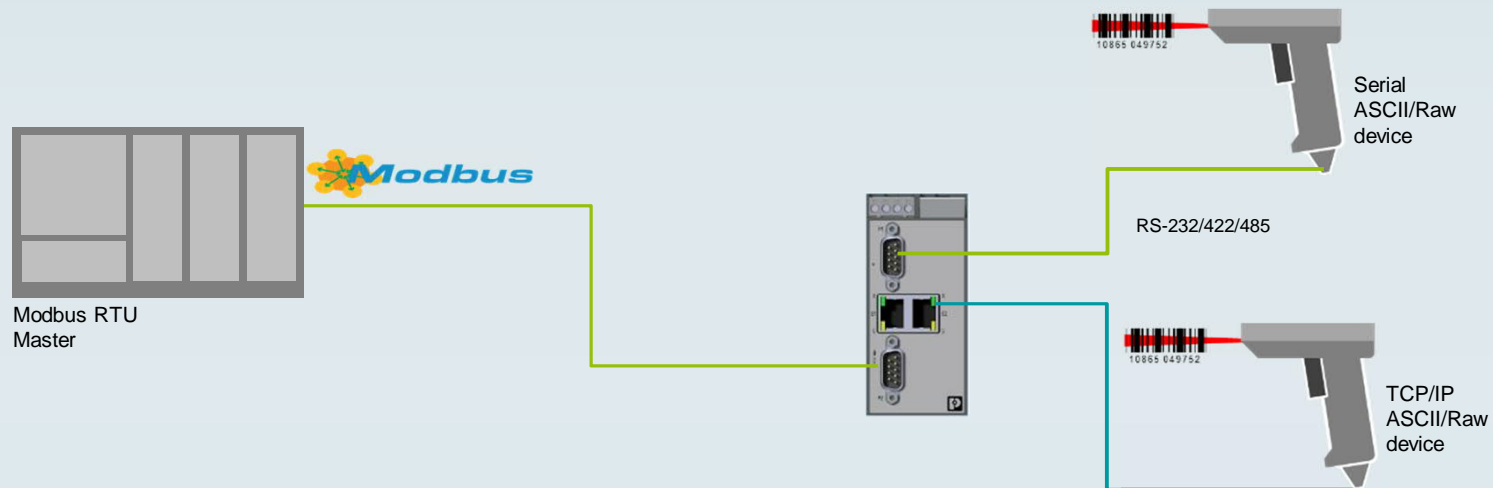 10865 049752
Serial
ASCII/Raw
device
Modbus
RS-232/422/485
Modbus RTU
Master
10865 049752
TCP/IP
ASCII/Raw
device